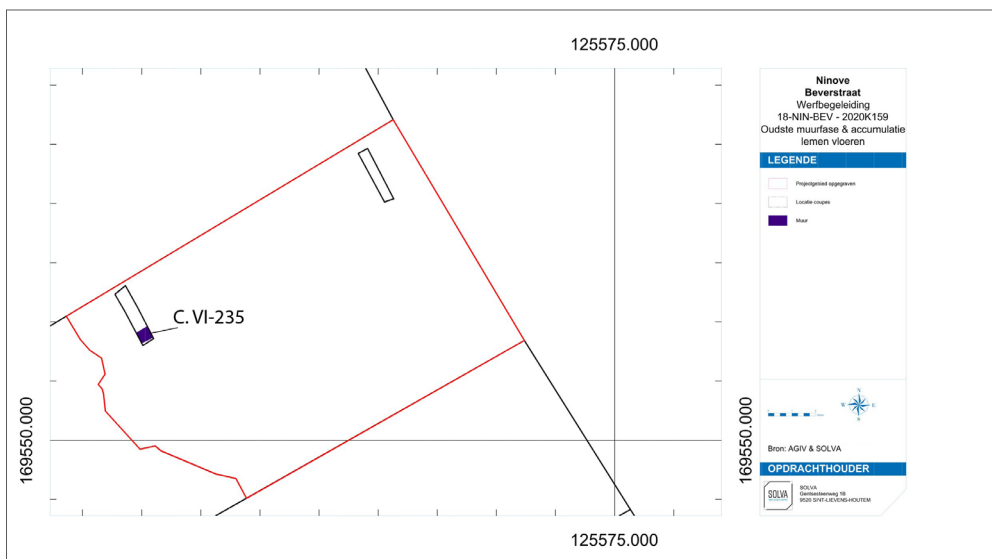 125575.000
169550.000
C. VI-235
169550.000
125575.000
Ninove
Beverstraat
Werfbegeleiding
18-NIN-BEV - 2020K159
Oudste muurfase & accumulatie
lemen vloeren
LEGENDE
Projectgebied opgegraven
Locatie coupes
Muur
N
W
E
S
Bron: AGIV & SOLVA
OPDRACHTHOUDER
SOLVA
SOLVA
Gentsesteenweg 1B
9520 SINT-LIEVENS-HOUTEM